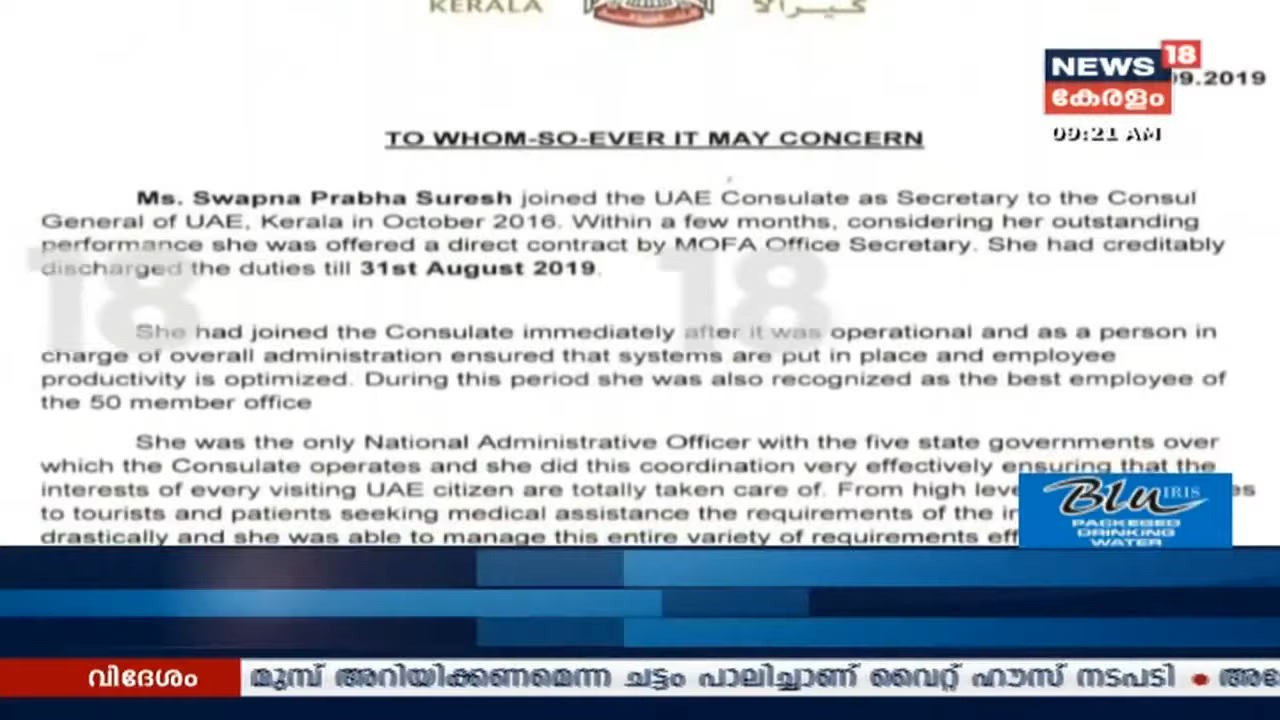 KERALA كيرالا
NEWS 18
കേരളം
09.2019
09:21 AM
TO WHOM-SO-EVER IT MAY CONCERN
Ms. Swapna Prabha Suresh joined the UAE Consulate as Secretary to the Consul
General of UAE, Kerala in October 2016. Within a few months, considering her outstanding
performance she was offered a direct contract by MOFA Office Secretary. She had creditably
discharged the duties till 31st August 2019.
18 18
She had joined the Consulate immediately after it was operational and as a person in
charge of overall administration ensured that systems are put in place and employee
productivity is optimized. During this period she was also recognized as the best employee of
the 50 member office
She was the only National Administrative Officer with the five state governments over
which the Consulate operates and she did this coordination very effectively ensuring that the
interests of every visiting UAE citizen are totally taken care of. From high
to tourists and patients seeking medical assistance the requirements of the
drastically and she was able to manage this entire variety of requirements
Blu IRIS
PACKEGED
DRINKING
WATER
വിദേശം മുമ്പ് അറിയിക്കണമെന്ന ചട്ടം പാലിച്ചാണ് വൈറ്റ് ഹൗസ് നടപടി •